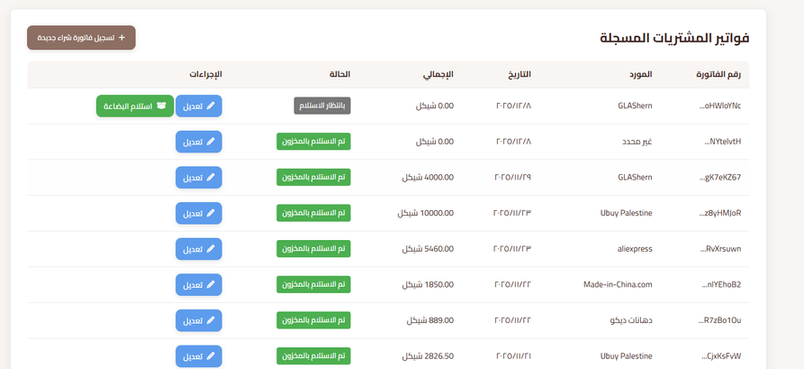 فواتير المشتريات المسجلة
+ تسجيل فاتورة شراء جديدة
رقم الفاتورة المورد التاريخ الإجمالي الحالة الإجراءات
oHWloYNc... GLAShern ٢٠٢٥/١٢/٨ 0.00 شيكل بانتظار الاستلام تعديل استلام البضاعة
NYtelvtH... غير محدد ٢٠٢٥/١٢/٨ 0.00 شيكل تم الاستلام بالمخزون تعديل
gK7eKZ67... GLAShern ٢٠٢٥/١١/٢٩ 4000.00 شيكل تم الاستلام بالمخزون تعديل
z8yHMJoR... Ubuy Palestine ٢٠٢٥/١١/٢٣ 10000.00 شيكل تم الاستلام بالمخزون تعديل
RvXrsuwn... aliexpress ٢٠٢٥/١١/٢٣ 5460.00 شيكل تم الاستلام بالمخزون تعديل
nlYEhoB2... Made-in-China.com ٢٠٢٥/١١/٢٢ 1850.00 شيكل تم الاستلام بالمخزون تعديل
R7zBo1Ou... دهانات ديكو ٢٠٢٥/١١/٢٢ 889.00 شيكل تم الاستلام بالمخزون تعديل
CjxKsFvW... Ubuy Palestine ٢٠٢٥/١١/٢١ 2826.50 شيكل تم الاستلام بالمخزون تعديل